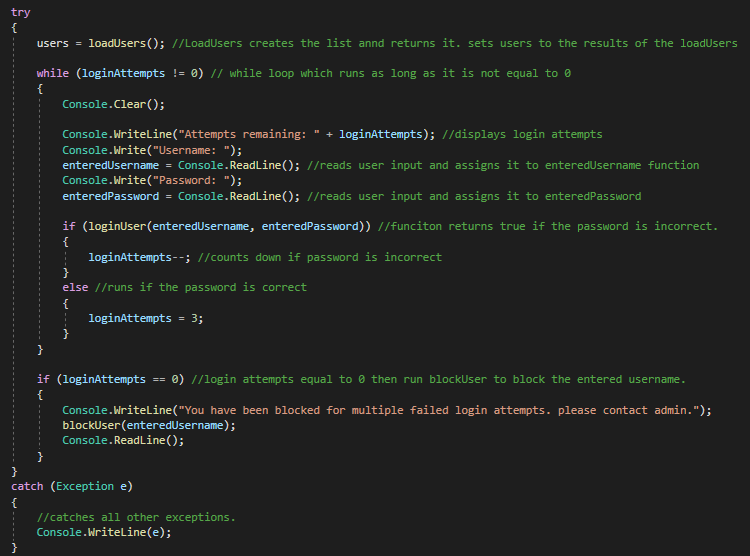 try
{
users = loadUsers(); //LoadUsers creates the list annd returns it. sets users to the results of the loadUsers
while (loginAttempts != 0) // while loop which runs as long as it is not equal to 0
{
Console.Clear();
Console.WriteLine("Attempts remaining: " + loginAttempts); //displays login attempts
Console.Write("Username: ");
enteredUsername = Console.ReadLine(); //reads user input and assigns it to enteredUsername function
Console.Write("Password: ");
enteredPassword = Console.ReadLine(); //reads user input and assigns it to enteredPassword
if (loginUser(enteredUsername, enteredPassword)) //funciton returns true if the password is incorrect.
{
loginAttempts--; //counts down if password is incorrect
}
else //runs if the password is correct
{
loginAttempts = 3;
}
}
if (loginAttempts == 0) //login attempts equal to 0 then run blockUser to block the entered username.
{
Console.WriteLine("You have been blocked for multiple failed login attempts. please contact admin.");
blockUser(enteredUsername);
Console.ReadLine();
}
}
catch (Exception e)
{
//catches all other exceptions.
Console.WriteLine(e);
}